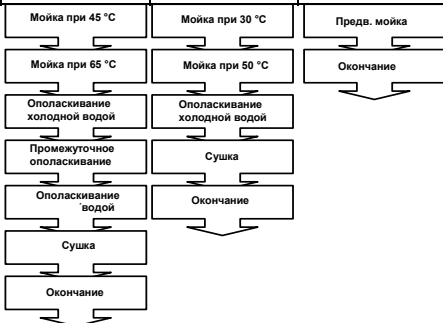 Мойка при 45 °C
Мойка при 65 °C
Ополаскивание
холодной водой
Промежуточное
ополаскивание
Ополаскивание
водой
Сушка
Окончание
Мойка при 30 °C
Мойка при 50 °C
Ополаскивание
холодной водой
Сушка
Окончание
Предв. мойка
Окончание